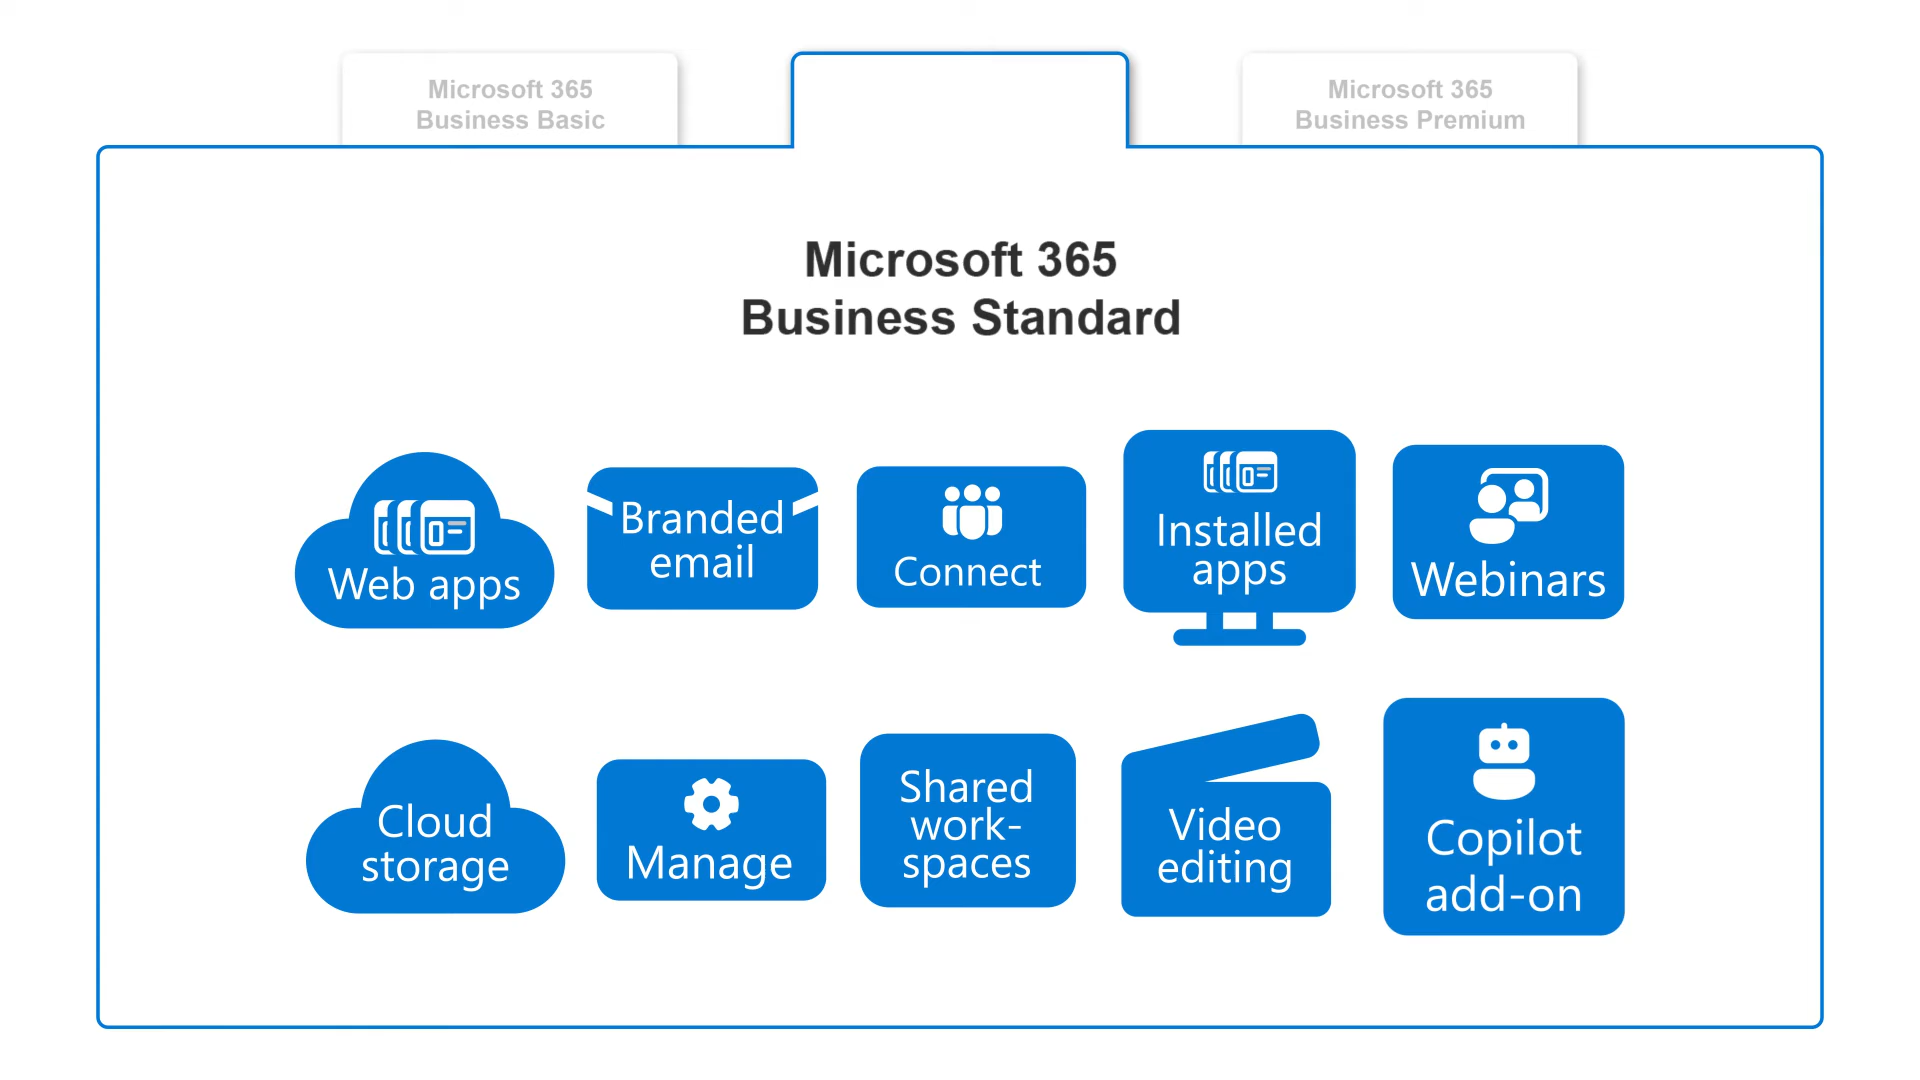 Microsoft 365
Business Basic
Microsoft 365
Business Premium
Microsoft 365
Business Standard
Web apps
Branded
email
Connect
Installed
apps
Webinars
Cloud
storage
Manage
Shared
work-
spaces
Video
editing
Copilot
add-on